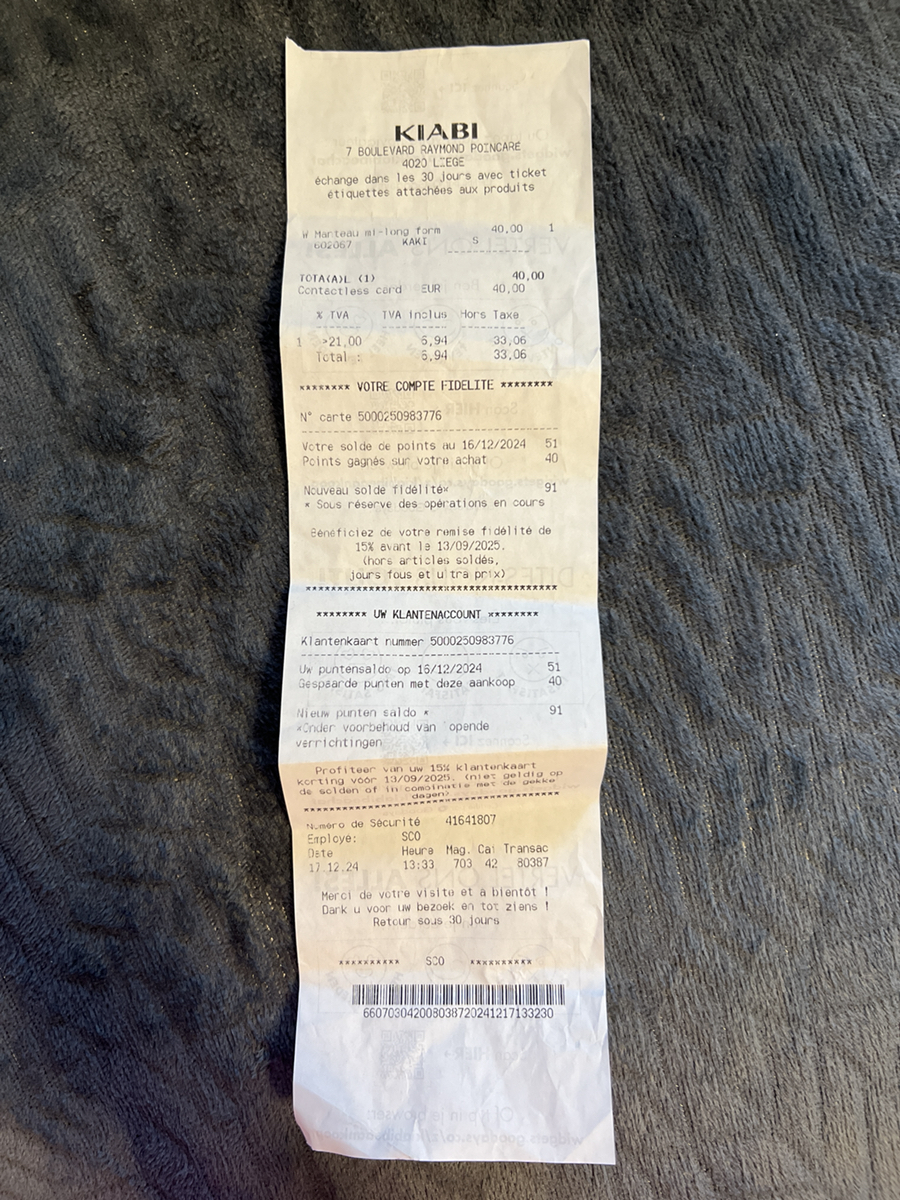 KIABI
7 BOULEVARD RAYMOND POINCARE
4020 LIEGE
échange dans les 30 jours avec ticket
étiquettes attachées aux produits
W Manteau mi-long form 40,00 1
602067 KAKI S
TOTA(A)L (1) 40,00
Contactless card EUR 40,00
% TVA TVA inclus Hors Taxe
1 >21,00 6,94 33,06
Total : 6,94 33,06
******** VOTRE COMPTE FIDELITE ********
N° carte 5000250983776
Votre solde de points au 16/12/2024 51
Points gagnés sur votre achat 40
Nouveau solde fidélité* 91
* Sous réserve des opérations en cours
Bénéficiez de votre remise fidélité de
15% avant le 13/09/2025.
(hors articles soldés,
jours fous et ultra prix)
****************************************
******** UW KLANTENACCOUNT ********
Klantenkaart nummer 5000250983776
Uw puntensaldo op 16/12/2024 51
Gespaarde punten met deze aankoop 40
Nieuw punten saldo * 91
*Onder voorbehoud van lopende
verrichtingen
Profiteer van uw 15% klantenkaart
korting vóór 13/09/2025. (niet geldig op
de solden of in combinatie met de gekke
dagen).
****************************************
Numéro de Sécurité 41641807
Employe: SCO
Date Heure Mag. Cai Transac
17.12.24 13:33 703 42 80387
Merci de votre visite et à bientôt !
Dank u voor uw bezoek en tot ziens !
Retour sous 30 jours
********** SCO **********
660703042008038720241217133230